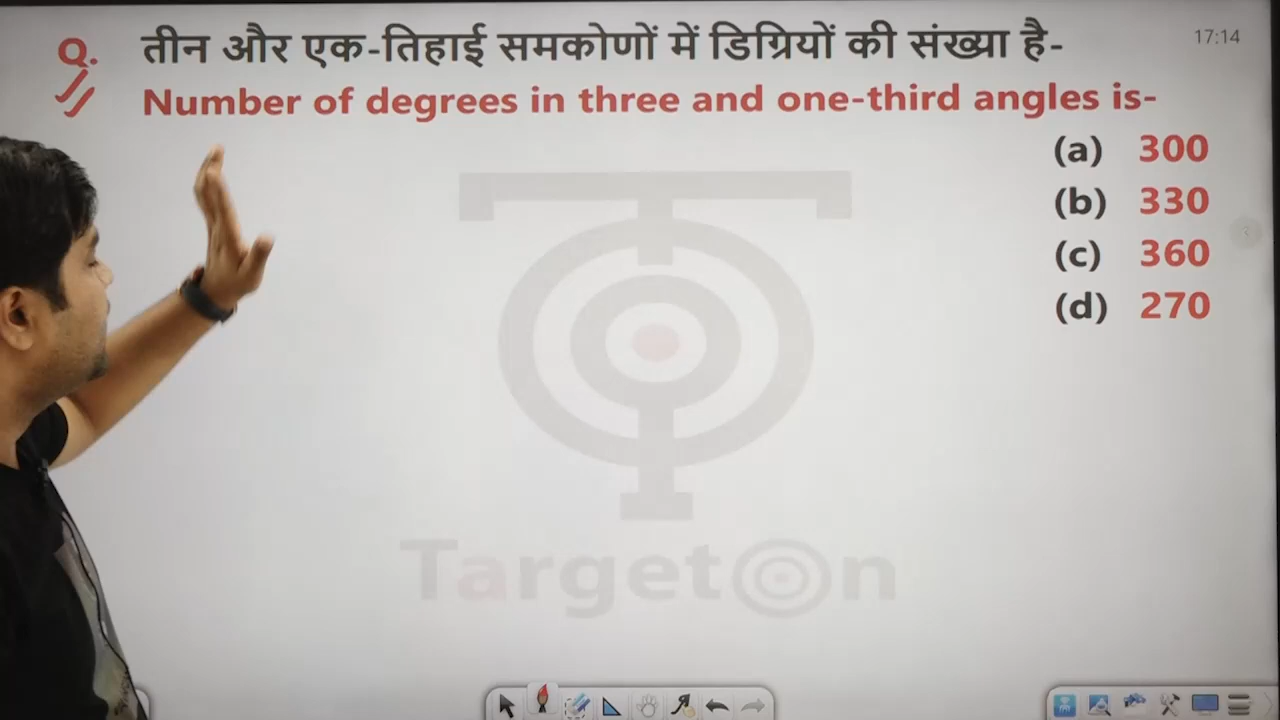 17:14
Q. तीन और एक-तिहाई समकोणों में डिग्रियों की संख्या है-
Number of degrees in three and one-third angles is-
(a) 300
(b) 330
(c) 360
(d) 270
Targeton